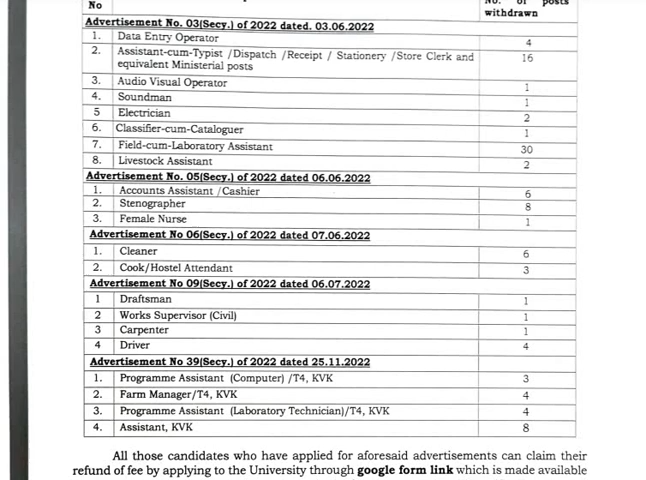 No
No. of posts
withdrawn
Advertisement No. 03(Secy.) of 2022 dated. 03.06.2022
1. Data Entry Operator 4
2. Assistant-cum-Typist /Dispatch /Receipt / Stationery /Store Clerk and 16
equivalent Ministerial posts
3. Audio Visual Operator 1
4. Soundman 1
5 Electrician 2
6. Classifier-cum-Cataloguer 1
7. Field-cum-Laboratory Assistant 30
8. Livestock Assistant 2
Advertisement No. 05(Secy.) of 2022 dated 06.06.2022
1. Accounts Assistant /Cashier 6
2. Stenographer 8
3. Female Nurse 1
Advertisement No 06(Secy.) of 2022 dated 07.06.2022
1. Cleaner 6
2. Cook/Hostel Attendant 3
Advertisement No 09(Secy.) of 2022 dated 06.07.2022
1 Draftsman 1
2 Works Supervisor (Civil) 1
3 Carpenter 1
4 Driver 4
Advertisement No 39(Secy.) of 2022 dated 25.11.2022
1. Programme Assistant (Computer) /T4, KVK 3
2. Farm Manager/T4, KVK 4
3. Programme Assistant (Laboratory Technician)/T4, KVK 4
4. Assistant, KVK 8
All those candidates who have applied for aforesaid advertisements can claim their
refund of fee by applying to the University through google form link which is made available